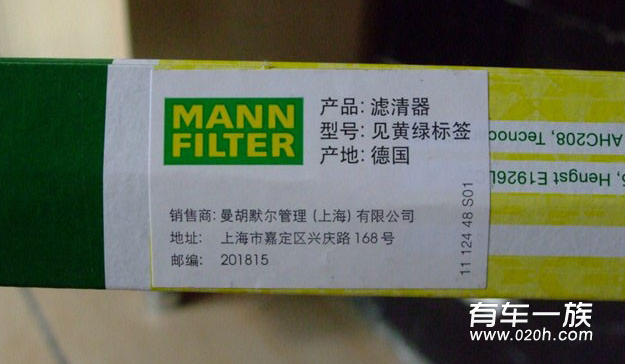 MANN
FILTER
产品: 滤清器
型号: 见黄绿标签
产地: 德国
销售商: 曼胡默尔管理 (上海) 有限公司
地址: 上海市嘉定区兴庆路 168 号
邮编: 201815
11 124 48 S01
AHC208, Tecnoc
, Hengst E1926L
有车一族
www.020h.com